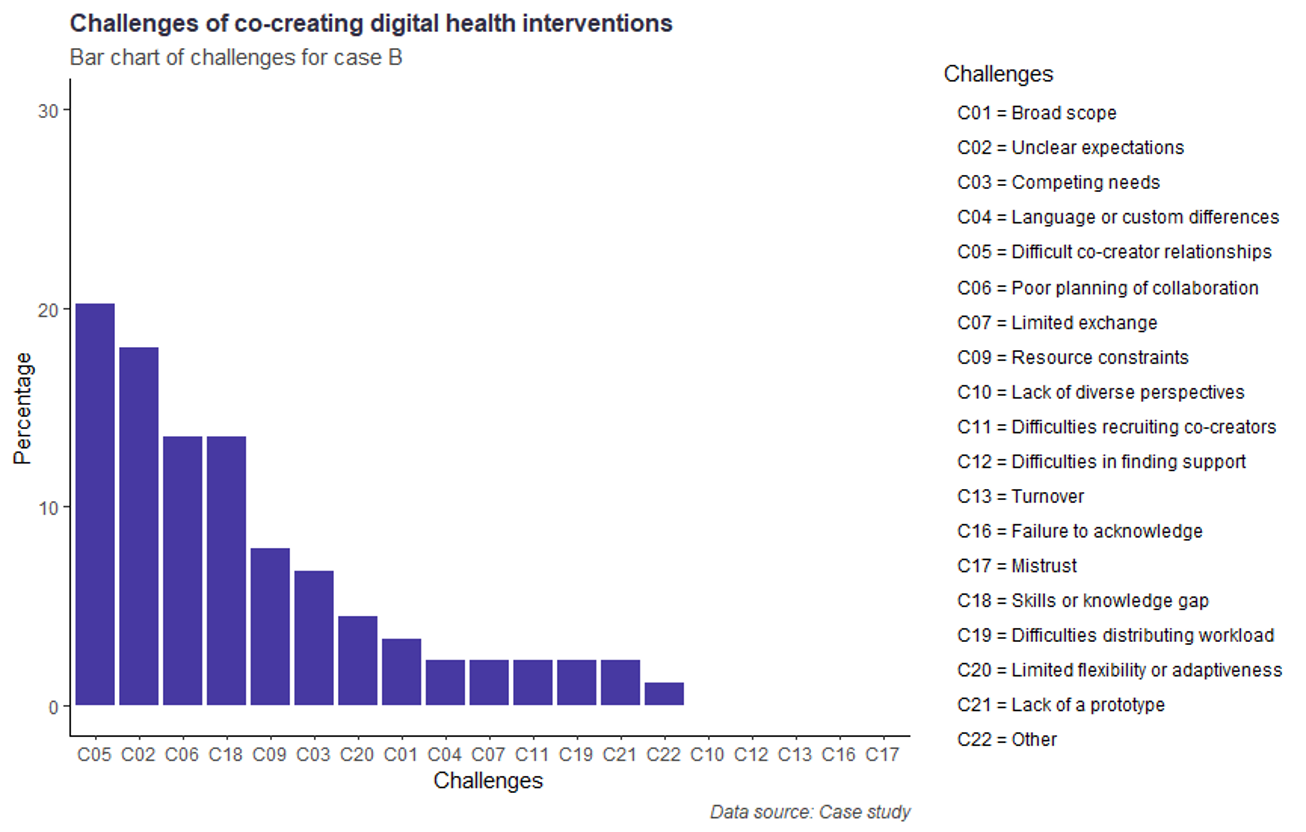 Challenges of co-creating digital health interventions
Bar chart of challenges for case B
30
20
10
0
Percentage
C05 C02 C06 C18 C09 C03 C20 C01 C04 C07 C11 C19 C21 C22 C10 C12 C13 C16 C17
Challenges
Data source: Case study
Challenges
C01 = Broad scope
C02 = Unclear expectations
C03 = Competing needs
C04 = Language or custom differences
C05 = Difficult co-creator relationships
C06 = Poor planning of collaboration
C07 = Limited exchange
C09 = Resource constraints
C10 = Lack of diverse perspectives
C11 = Difficulties recruiting co-creators
C12 = Difficulties in finding support
C13 = Turnover
C16 = Failure to acknowledge
C17 = Mistrust
C18 = Skills or knowledge gap
C19 = Difficulties distributing workload
C20 = Limited flexibility or adaptiveness
C21 = Lack of a prototype
C22 = Other